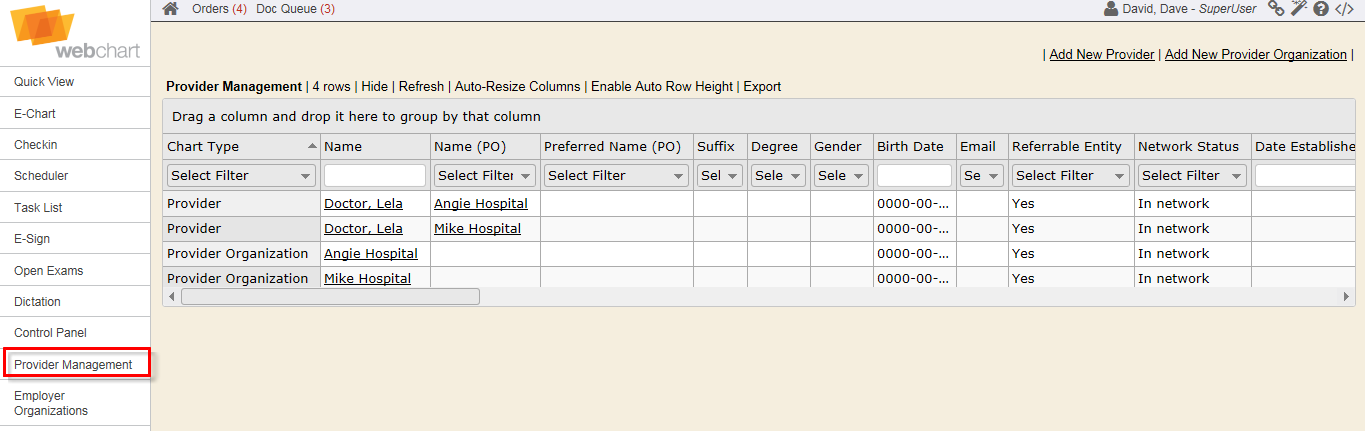 webchart
Orders (4) Doc Queue (3) David, Dave - SuperUser
Quick View
E-Chart
Checkin
Scheduler
Task List
E-Sign
Open Exams
Dictation
Control Panel
Provider Management
Employer
Organizations
| Add New Provider | Add New Provider Organization |
Provider Management | 4 rows | Hide | Refresh | Auto-Resize Columns | Enable Auto Row Height | Export
Drag a column and drop it here to group by that column
Chart Type Name Name (PO) Preferred Name (PO) Suffix Degree Gender Birth Date Email Referrable Entity Network Status Date Establishe
Select Filter Select Filter Select Filter Sel Sele Sele Se Select Filter Select Filter
Provider Doctor, Lela Angie Hospital 0000-00-... Yes In network
Provider Doctor, Lela Mike Hospital 0000-00-... Yes In network
Provider Organization Angie Hospital 0000-00-... Yes In network
Provider Organization Mike Hospital 0000-00-... Yes In network